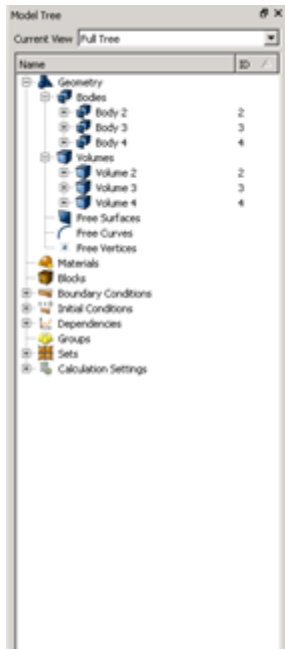 Model Tree
Current View Full Tree
Name ID
Geometry
Bodies
Body 2 2
Body 3 3
Body 4 4
Volumes
Volume 2 2
Volume 3 3
Volume 4 4
Free Surfaces
Free Curves
Free Vertices
Materials
Blocks
Boundary Conditions
Initial Conditions
Dependencies
Groups
Sets
Calculation Settings